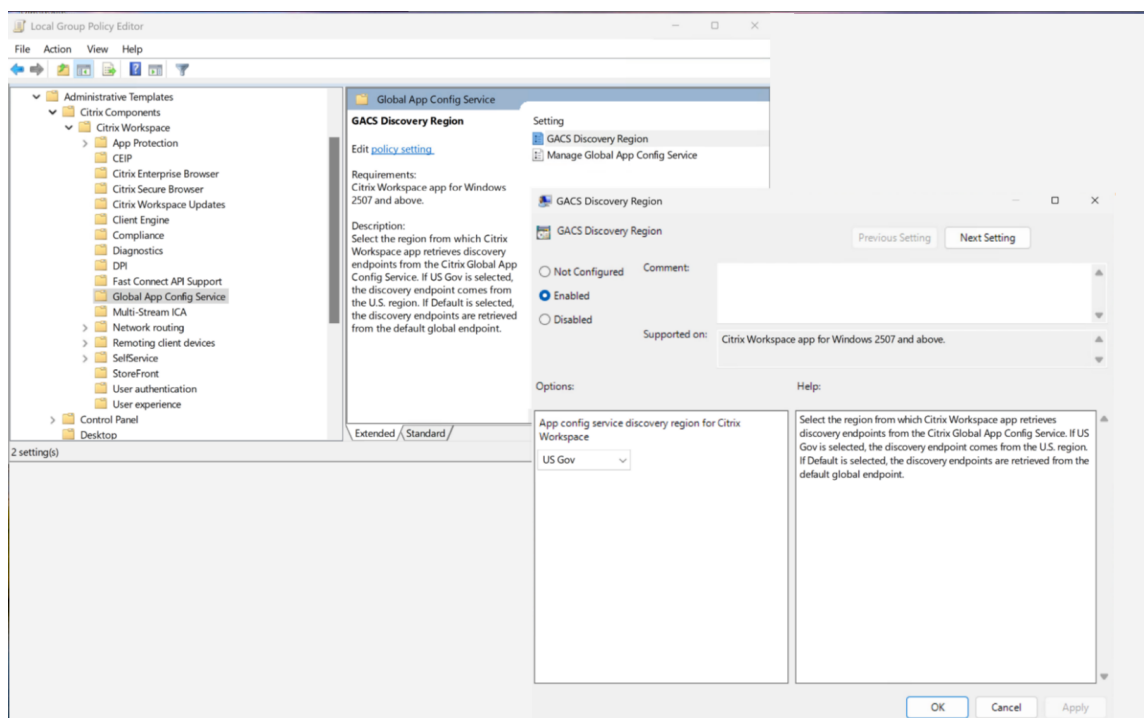 Local Group Policy Editor
File Action View Help
Administrative Templates
Citrix Components
Citrix Workspace
App Protection
CEIP
Citrix Enterprise Browser
Citrix Secure Browser
Citrix Workspace Updates
Client Engine
Compliance
Diagnostics
DPI
Fast Connect API Support
Global App Config Service
Multi-Stream ICA
Network routing
Remoting client devices
SelfService
StoreFront
User authentication
User experience
Control Panel
Desktop
2 setting(s)
Global App Config Service
GACS Discovery Region
Edit policy setting
Requirements:
Citrix Workspace app for Windows
2507 and above.
Description:
Select the region from which Citrix
Workspace app retrieves discovery
endpoints from the Citrix Global App
Config Service. If US Gov is selected,
the discovery endpoint comes from
the U.S. region. If Default is selected,
the discovery endpoints are retrieved
from the default global endpoint.
Setting
GACS Discovery Region
Manage Global App Config Service
Extended Standard
GACS Discovery Region
GACS Discovery Region
Previous Setting Next Setting
Not Configured
Enabled
Disabled
Comment:
Supported on:
Citrix Workspace app for Windows 2507 and above.
Options:
Help:
App config service discovery region for Citrix
Workspace
US Gov
Select the region from which Citrix Workspace app retrieves
discovery endpoints from the Citrix Global App Config Service. If US
Gov is selected, the discovery endpoint comes from the U.S. region.
If Default is selected, the discovery endpoints are retrieved from the
default global endpoint.
OK Cancel Apply